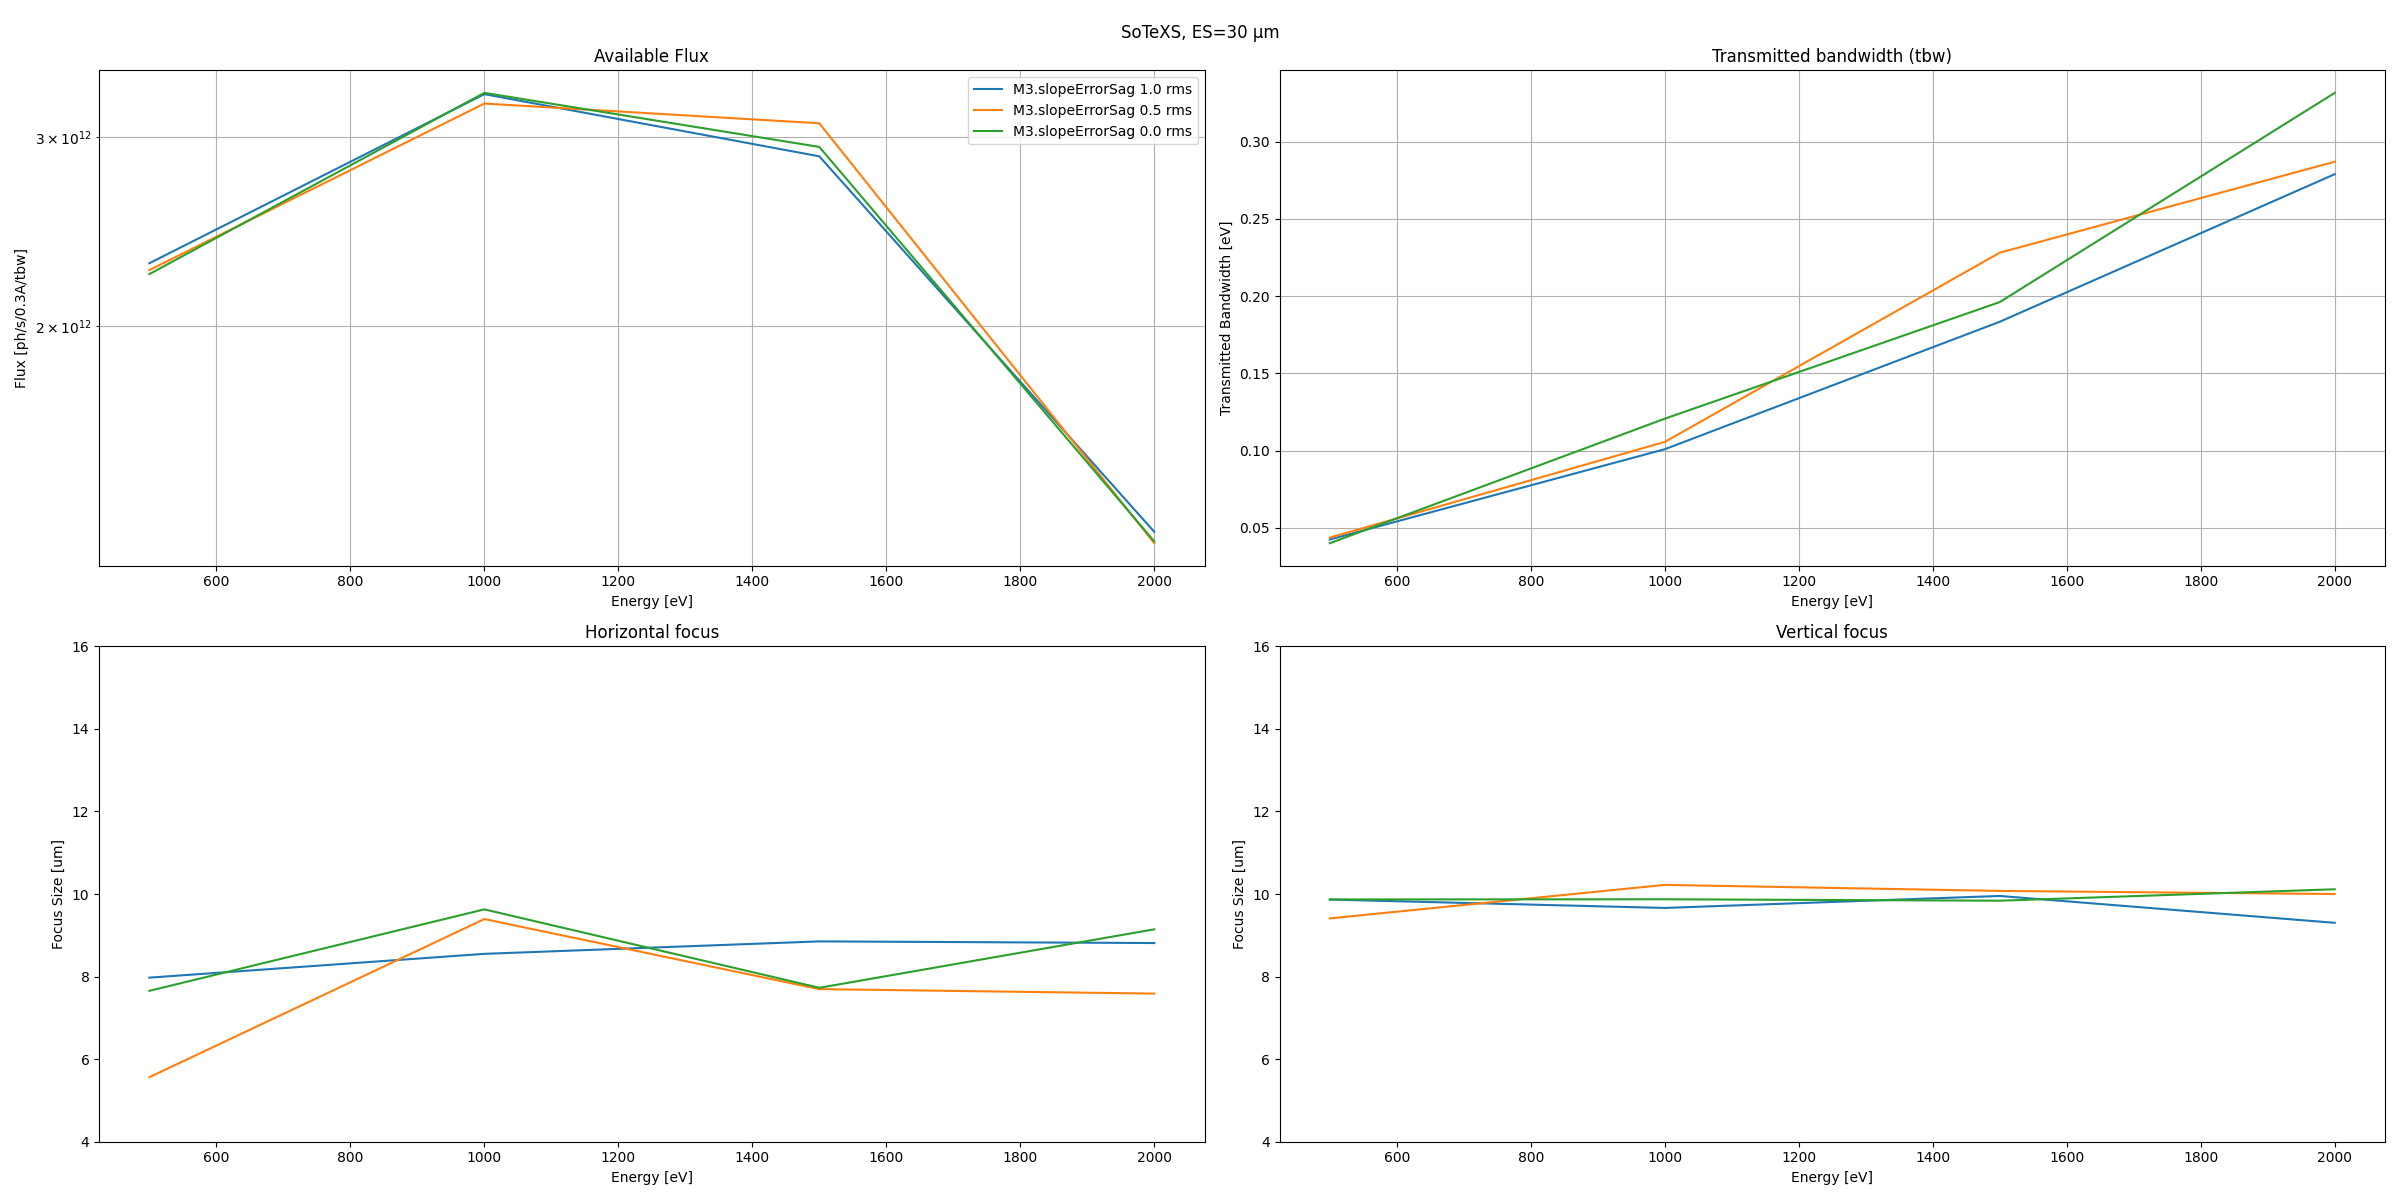 SoTeXS, ES=30 μm
Available Flux
Flux [ph/s/0.3A/tbw]
3 × 10¹²
2 × 10¹²
M3.slopeErrorSag 1.0 rms
M3.slopeErrorSag 0.5 rms
M3.slopeErrorSag 0.0 rms
600 800 1000 1200 1400 1600 1800 2000
Energy [eV]
Transmitted bandwidth (tbw)
Transmitted Bandwidth [eV]
0.30
0.25
0.20
0.15
0.10
0.05
600 800 1000 1200 1400 1600 1800 2000
Energy [eV]
Horizontal focus
Focus Size [um]
16
14
12
10
8
6
4
600 800 1000 1200 1400 1600 1800 2000
Energy [eV]
Vertical focus
Focus Size [um]
16
14
12
10
8
6
4
600 800 1000 1200 1400 1600 1800 2000
Energy [eV]